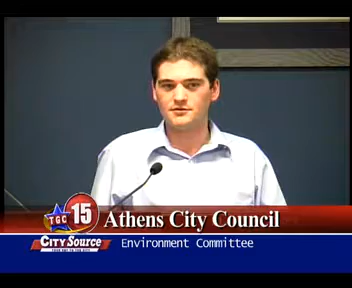 TGC
15
Athens City Council
CITY SOURCE
Environment Committee